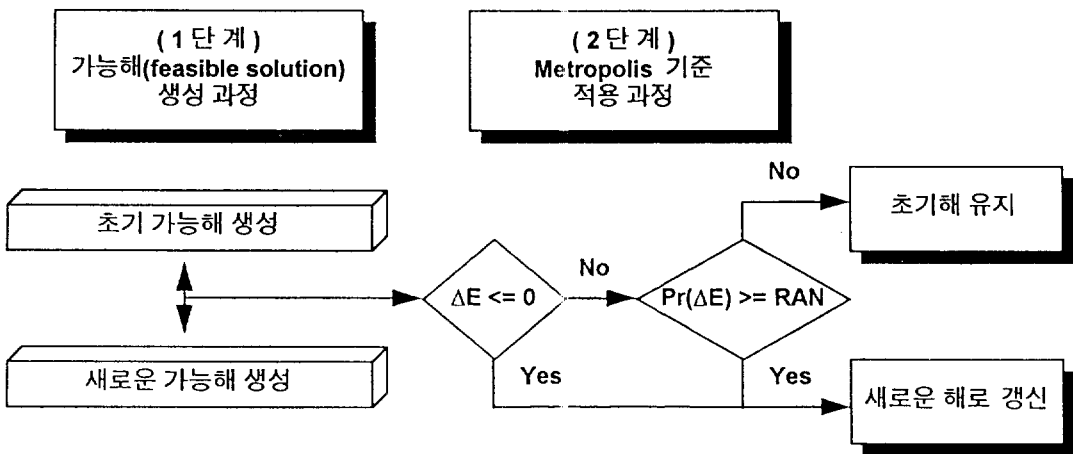 ( 1 단 계 )
가능해(feasible solution)
생성 과정
( 2 단 계 )
Metropolis 기준
적용 과정
초기 가능해 생성
새로운 가능해 생성
ΔE <= 0
No
Yes
Pr(ΔE) >= RAN
No
Yes
초기해 유지
새로운 해로 갱신